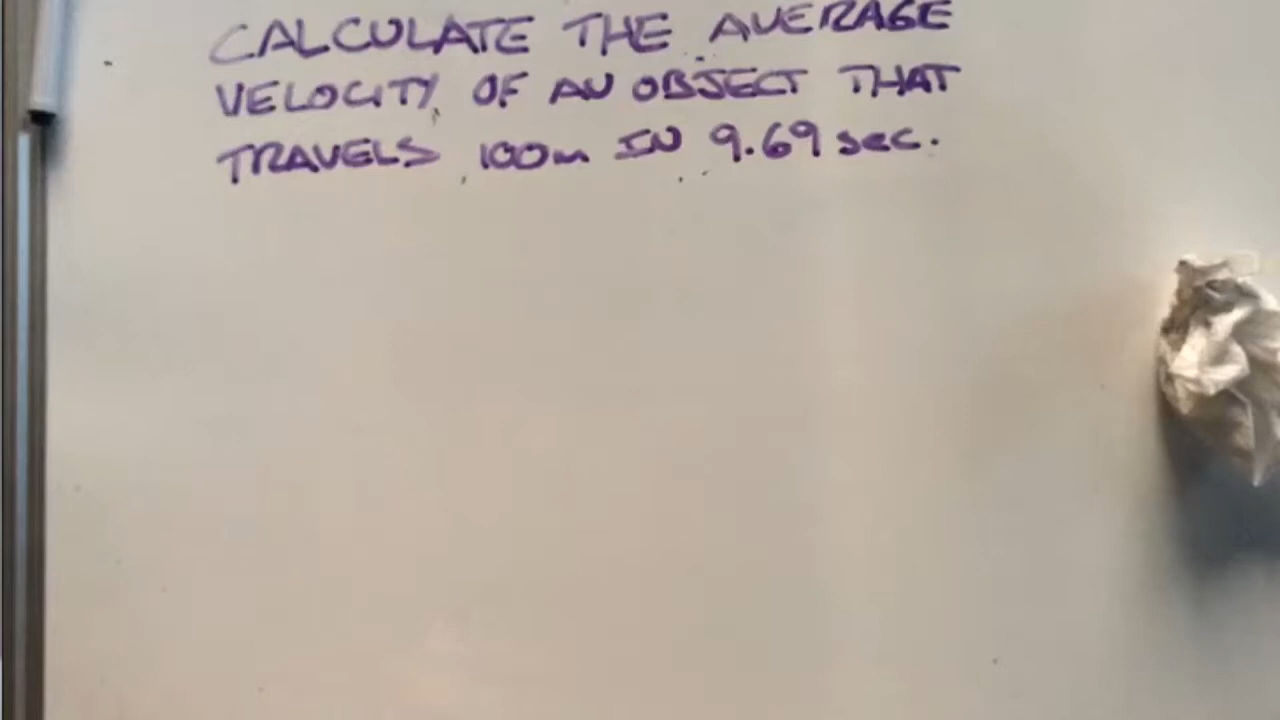 CALCULATE THE AVERAGE
VELOCITY OF AN OBJECT THAT
TRAVELS 100m IN 9.69 sec.